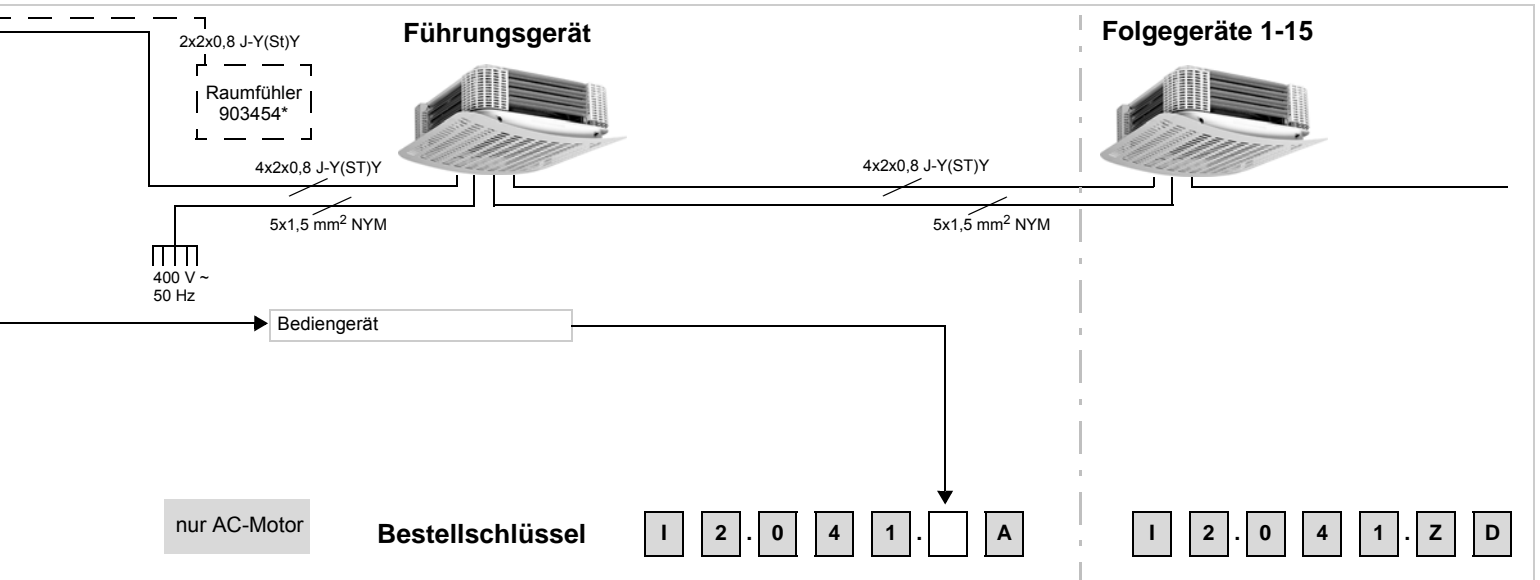 Führungsgerät
Folgegeräte 1-15
2x2x0,8 J-Y(St)Y
Raumfühler
903454*
4x2x0,8 J-Y(ST)Y
4x2x0,8 J-Y(ST)Y
5x1,5 mm² NYM
5x1,5 mm² NYM
400 V ~
50 Hz
Bediengerät
nur AC-Motor
Bestellschlüssel
I 2 . 0 4 1 . A
I 2 . 0 4 1 . Z D